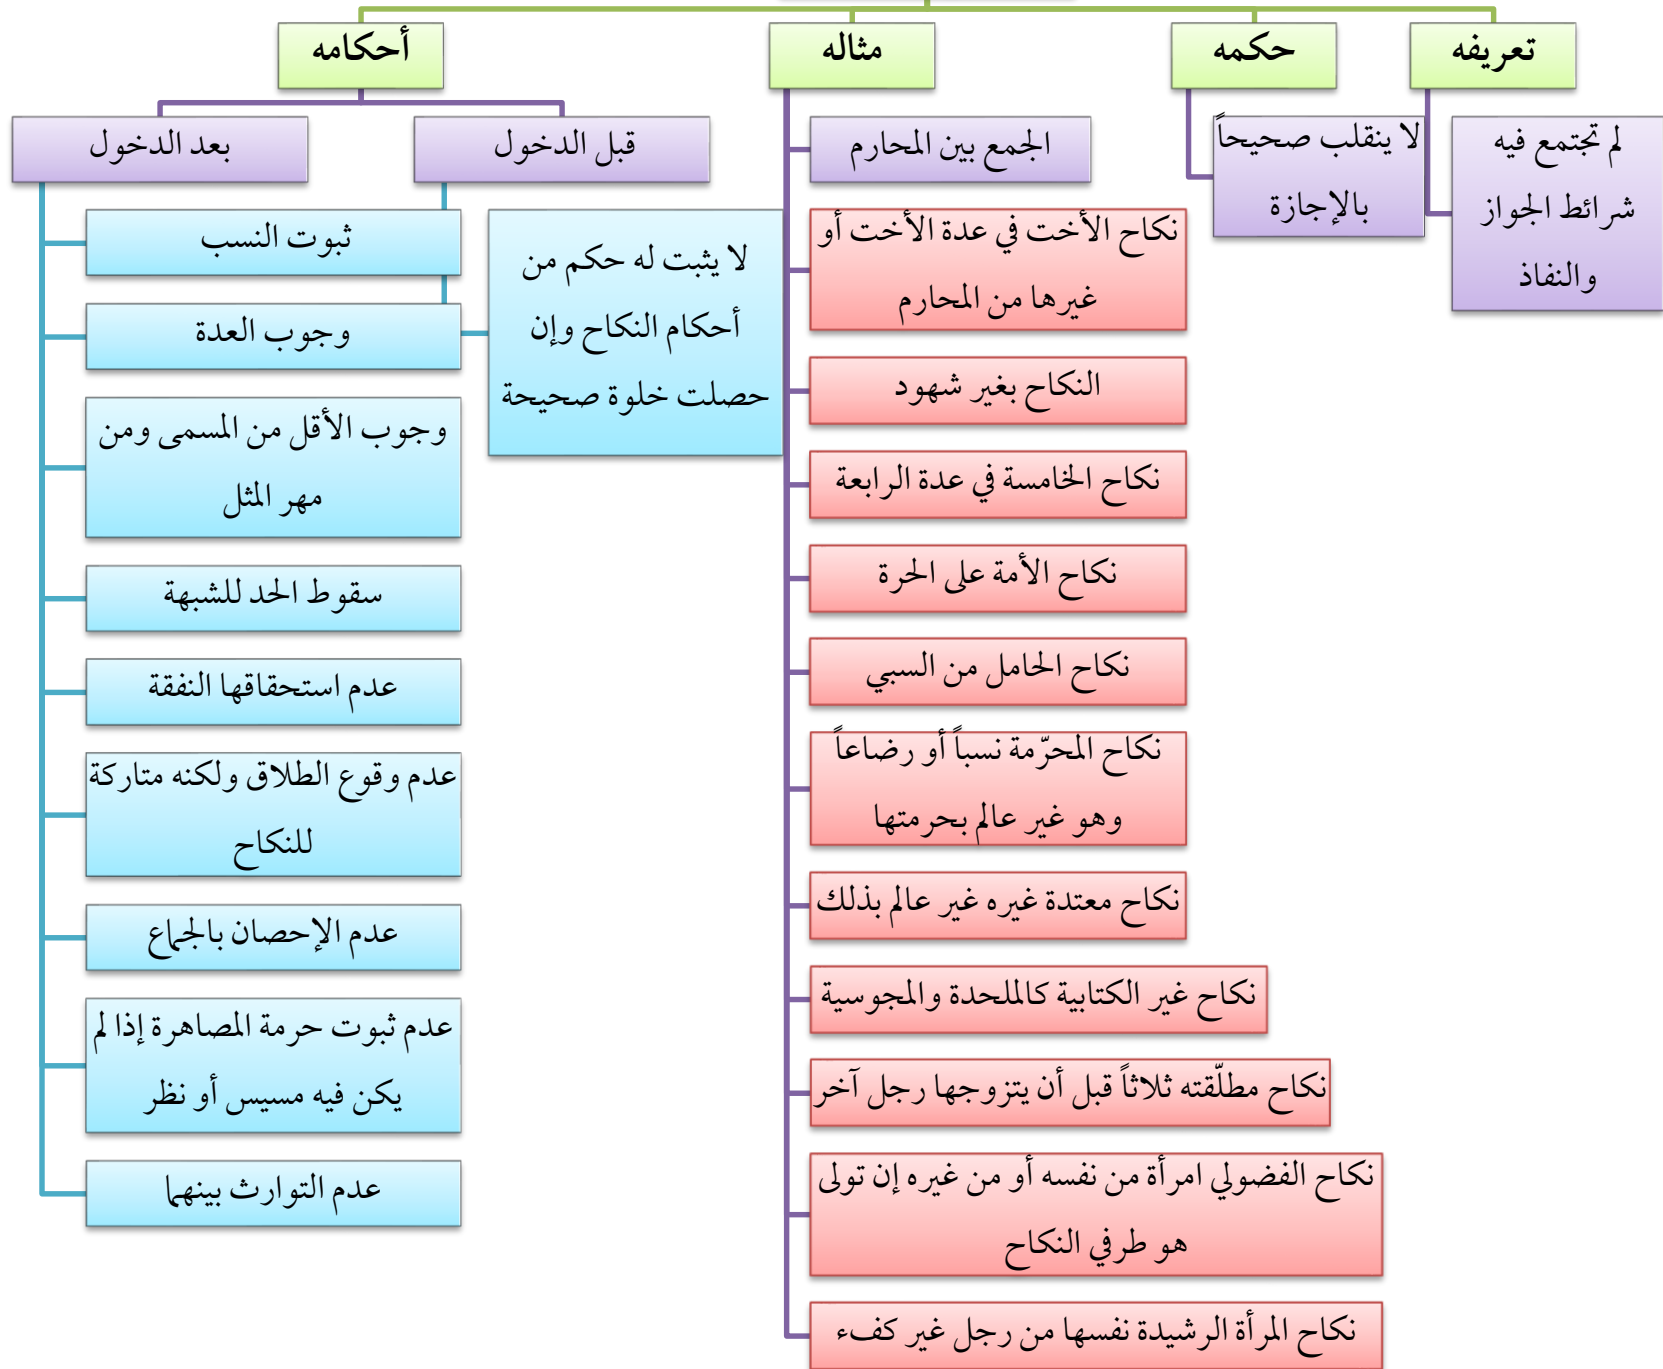 تعريفه
لم تجتمع فيه
شرائط الجواز
والنفاذ
حكمه
لا ينقلب صحيحاً
بالإجازة
مثاله
الجمع بين المحارم
نكاح الأخت في عدة الأخت أو
غيرها من المحارم
النكاح بغير شهود
نكاح الخامسة في عدة الرابعة
نكاح الأمة على الحرة
نكاح الحامل من السبي
نكاح المحرّمة نسباً أو رضاعاً
وهو غير عالم بحرمتها
نكاح معتدة غيره غير عالم بذلك
نكاح غير الكتابية كالملحدة والمجوسية
نكاح مطلّقته ثلاثاً قبل أن يتزوجها رجل آخر
نكاح الفضولي امرأة من نفسه أو من غيره إن تولى
هو طرفي النكاح
نكاح المرأة الرشيدة نفسها من رجل غير كفء
أحكامه
قبل الدخول
لا يثبت له حكم من
أحكام النكاح وإن
حصلت خلوة صحيحة
بعد الدخول
ثبوت النسب
وجوب العدة
وجوب الأقل من المسمى ومن
مهر المثل
سقوط الحد للشبهة
عدم استحقاقها النفقة
عدم وقوع الطلاق ولكنه متاركة
للنكاح
عدم الإحصان بالجماع
عدم ثبوت حرمة المصاهرة إذا لم
يكن فيه مسيس أو نظر
عدم التوارث بينهما